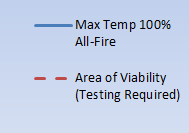 Max Temp 100%
All-Fire
Area of Viability
(Testing Required)